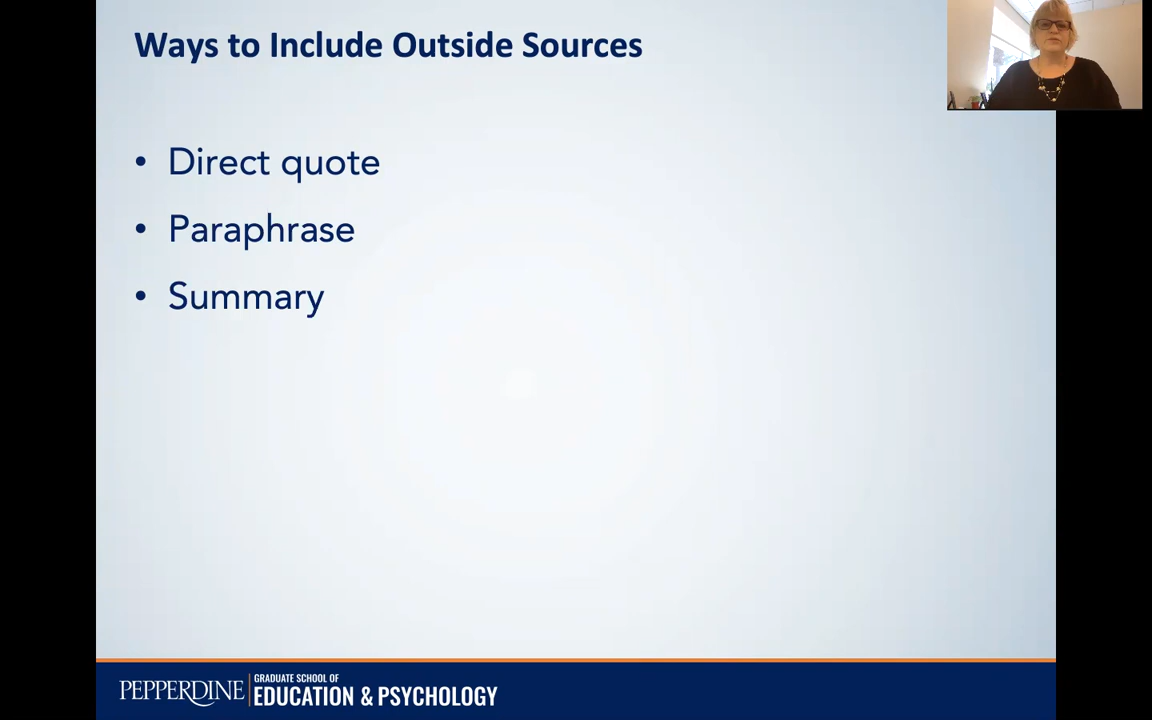 Ways to Include Outside Sources
• Direct quote
• Paraphrase
• Summary
PEPPERDINE
GRADUATE SCHOOL OF
EDUCATION & PSYCHOLOGY